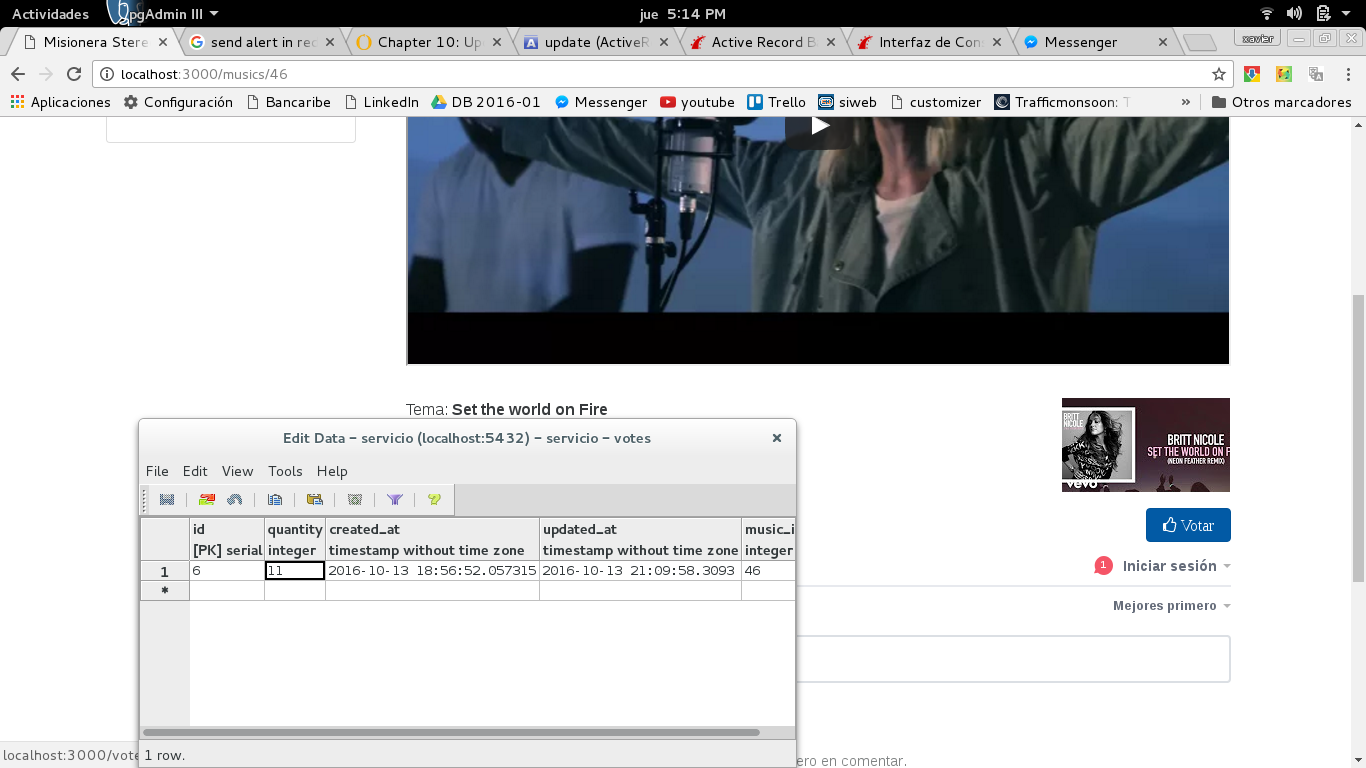 Actividades pgAdmin III jue 5:14 PM
Misionera Stere send alert in rec Chapter 10: Up update (ActiveR Active Record B Interfaz de Con Messenger xavier
localhost:3000/musics/46
Aplicaciones Configuración Bancaribe LinkedIn DB 2016-01 Messenger youtube Trello siweb customizer Trafficmonsoon: T » Otros marcadores
Tema: Set the world on Fire
BRITT NICOLE
BRITT NICOLE
SET THE WORLD ON F
(NEON FEATHER REMIX)
vevo
Votar
1 Iniciar sesión
Mejores primero
ero en comentar.
Edit Data – servicio (localhost:5432) – servicio – votes
File Edit View Tools Help
id quantity created_at updated_at music_i
[PK] serial integer timestamp without time zone timestamp without time zone integer
1 6 11 2016-10-13 18:56:52.057315 2016-10-13 21:09:58.3093 46
*
1 row.
localhost:3000/vote